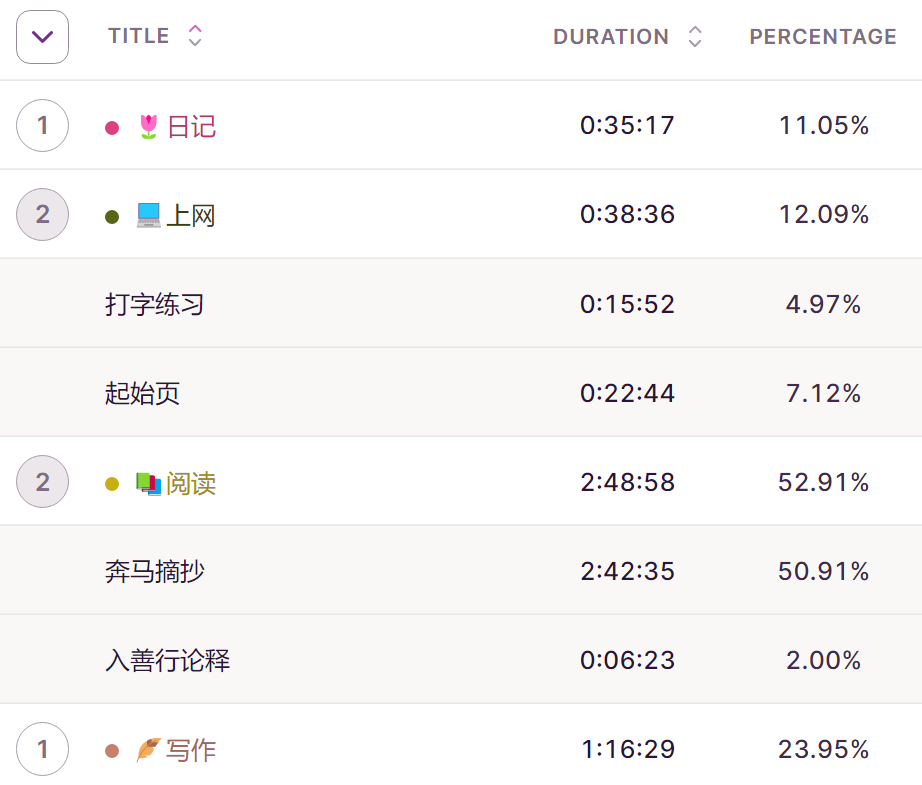 TITLE DURATION PERCENTAGE
1 🌷日记 0:35:17 11.05%
2 💻上网 0:38:36 12.09%
打字练习 0:15:52 4.97%
起始页 0:22:44 7.12%
2 📚阅读 2:48:58 52.91%
奔马摘抄 2:42:35 50.91%
入善行论释 0:06:23 2.00%
1 🪶写作 1:16:29 23.95%